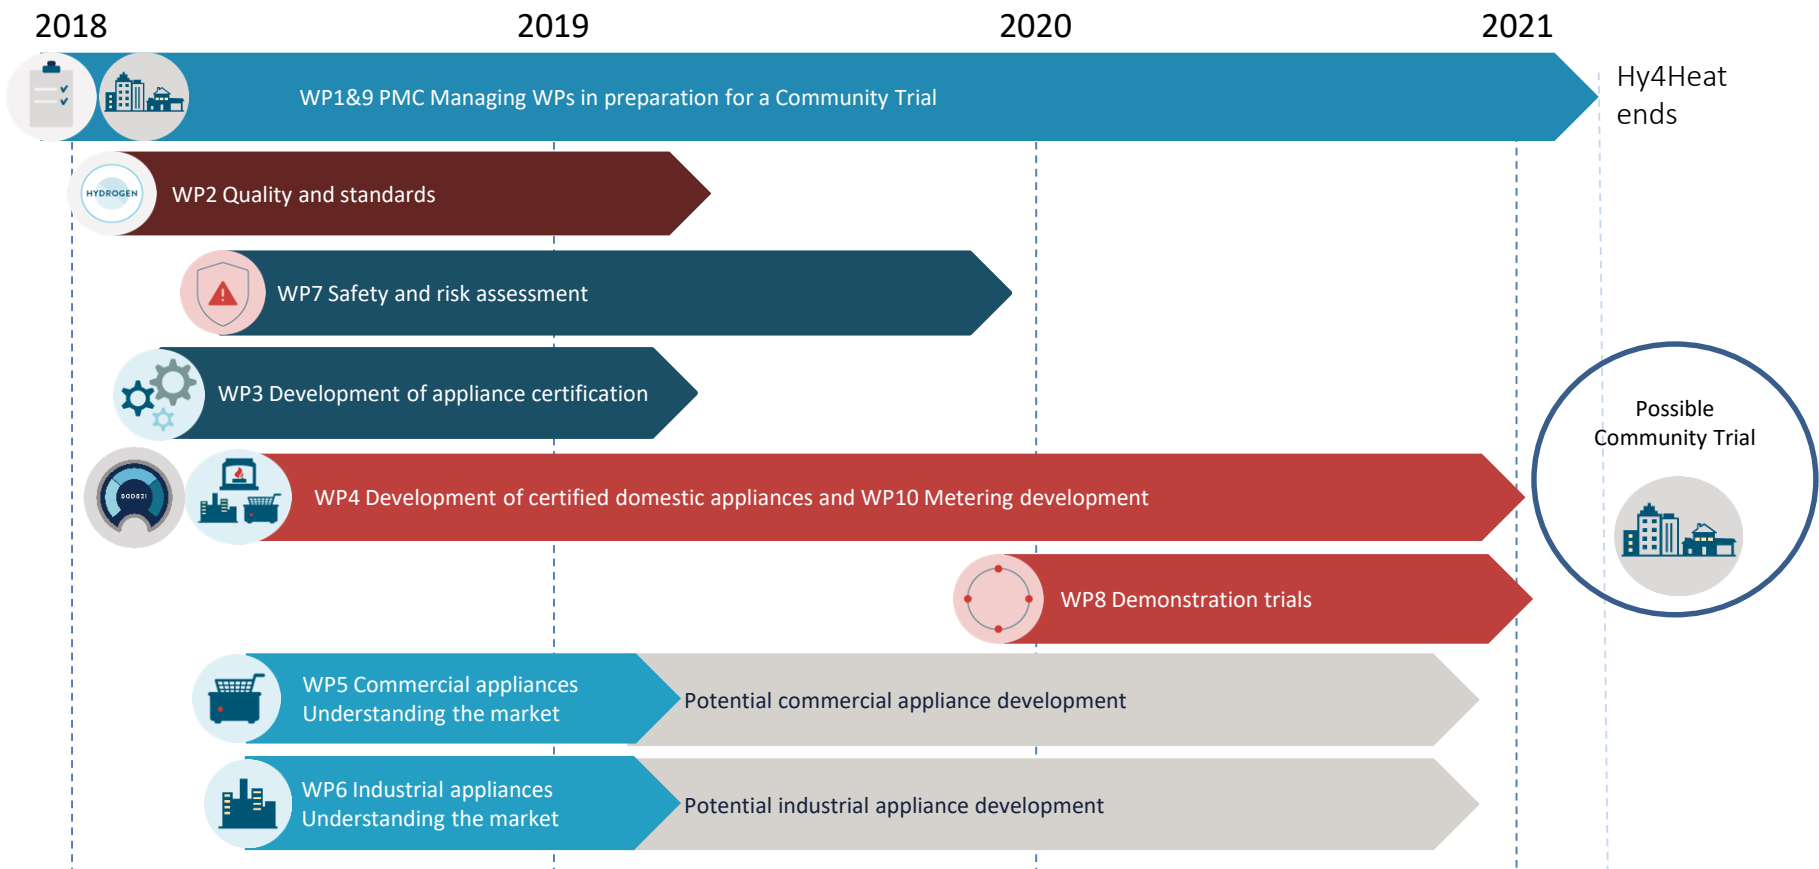 2018
2019
2020
2021
WP1&9 PMC Managing WPs in preparation for a Community Trial
Hy4Heat
ends
HYDROGEN
WP2 Quality and standards
WP7 Safety and risk assessment
WP3 Development of appliance certification
Possible
Community Trial
WP4 Development of certified domestic appliances and WP10 Metering development
WP8 Demonstration trials
WP5 Commercial appliances
Understanding the market
Potential commercial appliance development
WP6 Industrial appliances
Understanding the market
Potential industrial appliance development